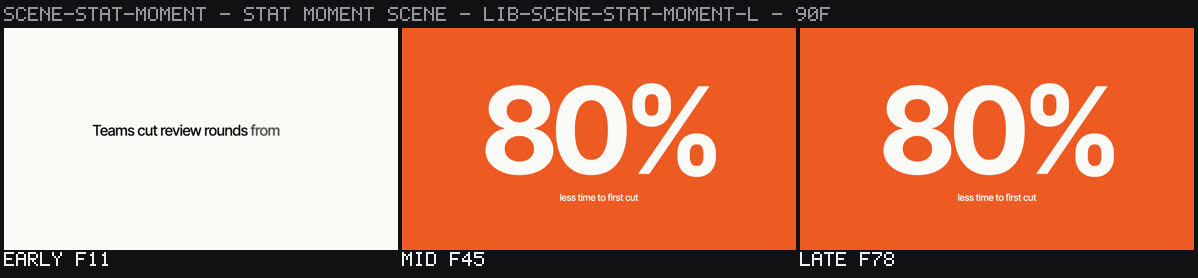 SCENE-STAT-MOMENT - STAT MOMENT SCENE - LIB-SCENE-STAT-MOMENT-L - 90F
Teams cut review rounds from
80%
less time to first cut
80%
less time to first cut
EARLY F11
MID F45
LATE F78